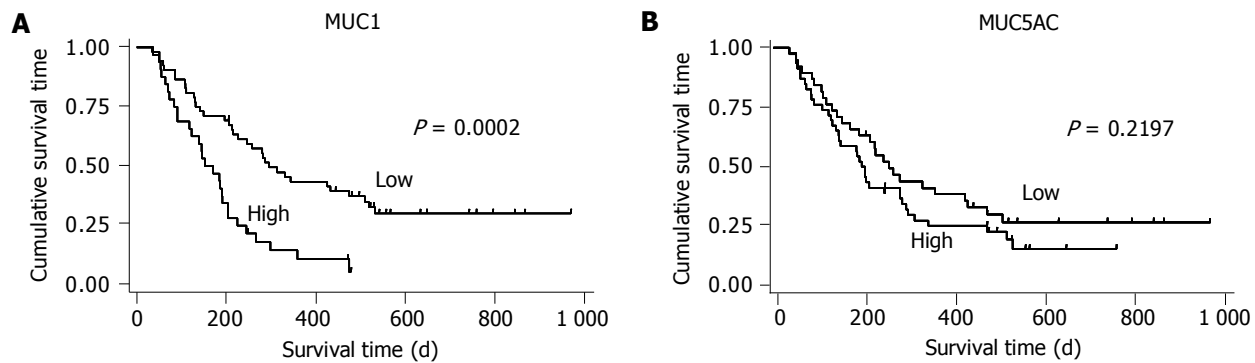 A
MUC1
Cumulative survival time
1.00
0.75
0.50
0.25
0.00
P = 0.0002
Low
High
0 200 400 600 800 1 000
Survival time (d)
B
MUC5AC
Cumulative survival time
1.00
0.75
0.50
0.25
0.00
P = 0.2197
Low
High
0 200 400 600 800 1 000
Survival time (d)